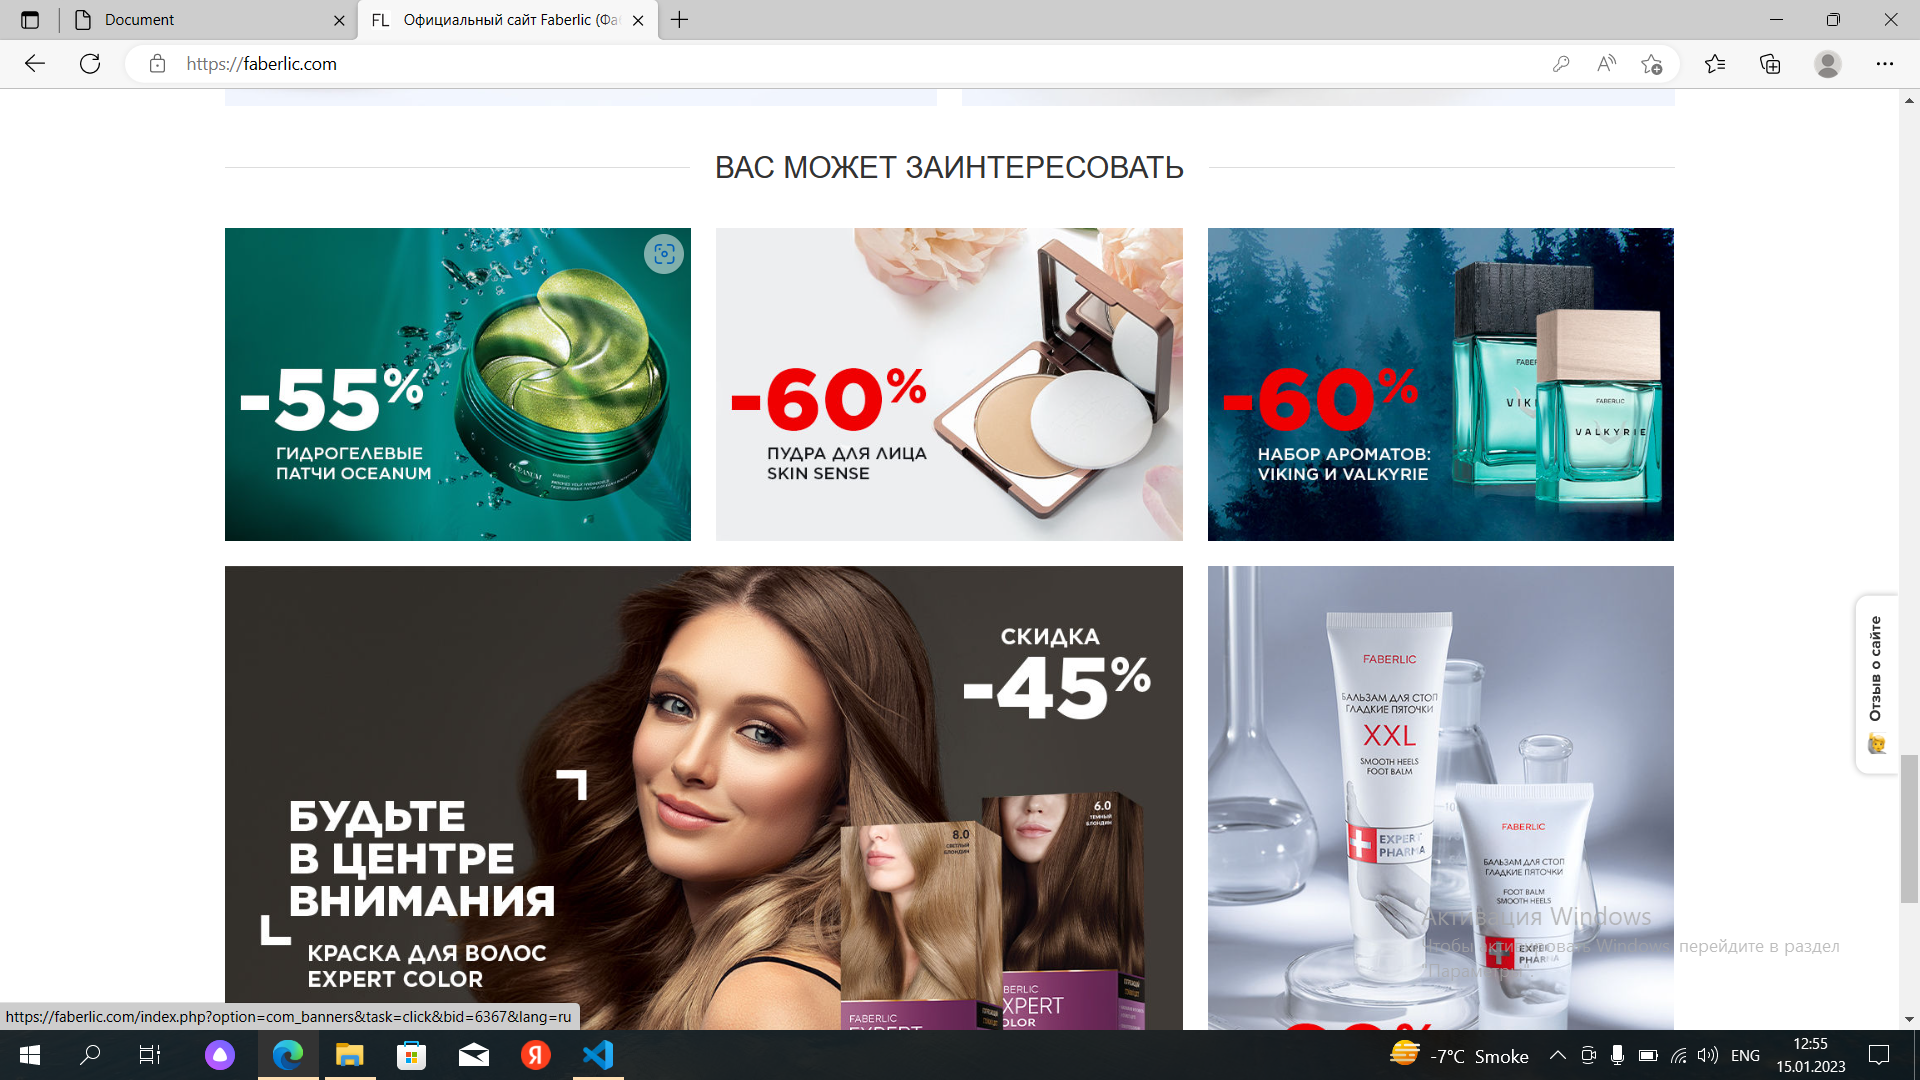 Document
FL Официальный сайт Faberlic (Фа
https://faberlic.com
ВАС МОЖЕТ ЗАИНТЕРЕСОВАТЬ
-55%
ГИДРОГЕЛЕВЫЕ
ПАТЧИ OCEANUM
OCEANUM
-60%
ПУДРА ДЛЯ ЛИЦА
SKIN SENSE
-60%
НАБОР АРОМАТОВ:
VIKING И VALKYRIE
FABERLIC
VALKYRIE
СКИДКА
-45%
БУДЬТЕ
В ЦЕНТРЕ
ВНИМАНИЯ
КРАСКА ДЛЯ ВОЛОС
EXPERT COLOR
8.0
СВЕТЛЫЙ
БЛОНДИН
FABERLIC
6.0
ТЕМНЫЙ
БЛОНДИН
FABERLIC
БАЛЬЗАМ ДЛЯ СТОП
ГЛАДКИЕ ПЯТОЧКИ
XXL
SMOOTH HEELS
FOOT BALM
EXPERT
PHARMA
FABERLIC
БАЛЬЗАМ ДЛЯ СТОП
ГЛАДКИЕ ПЯТОЧКИ
FOOT BALM
SMOOTH HEELS
EXPERT
PHARMA
Отзыв о сайте
Активация Windows
Чтобы активировать Windows, перейдите в раздел
"Параметры".
https://faberlic.com/index.php?option=com_banners&task=click&bid=6367&lang=ru
-7°C Smoke
ENG
12:55
15.01.2023